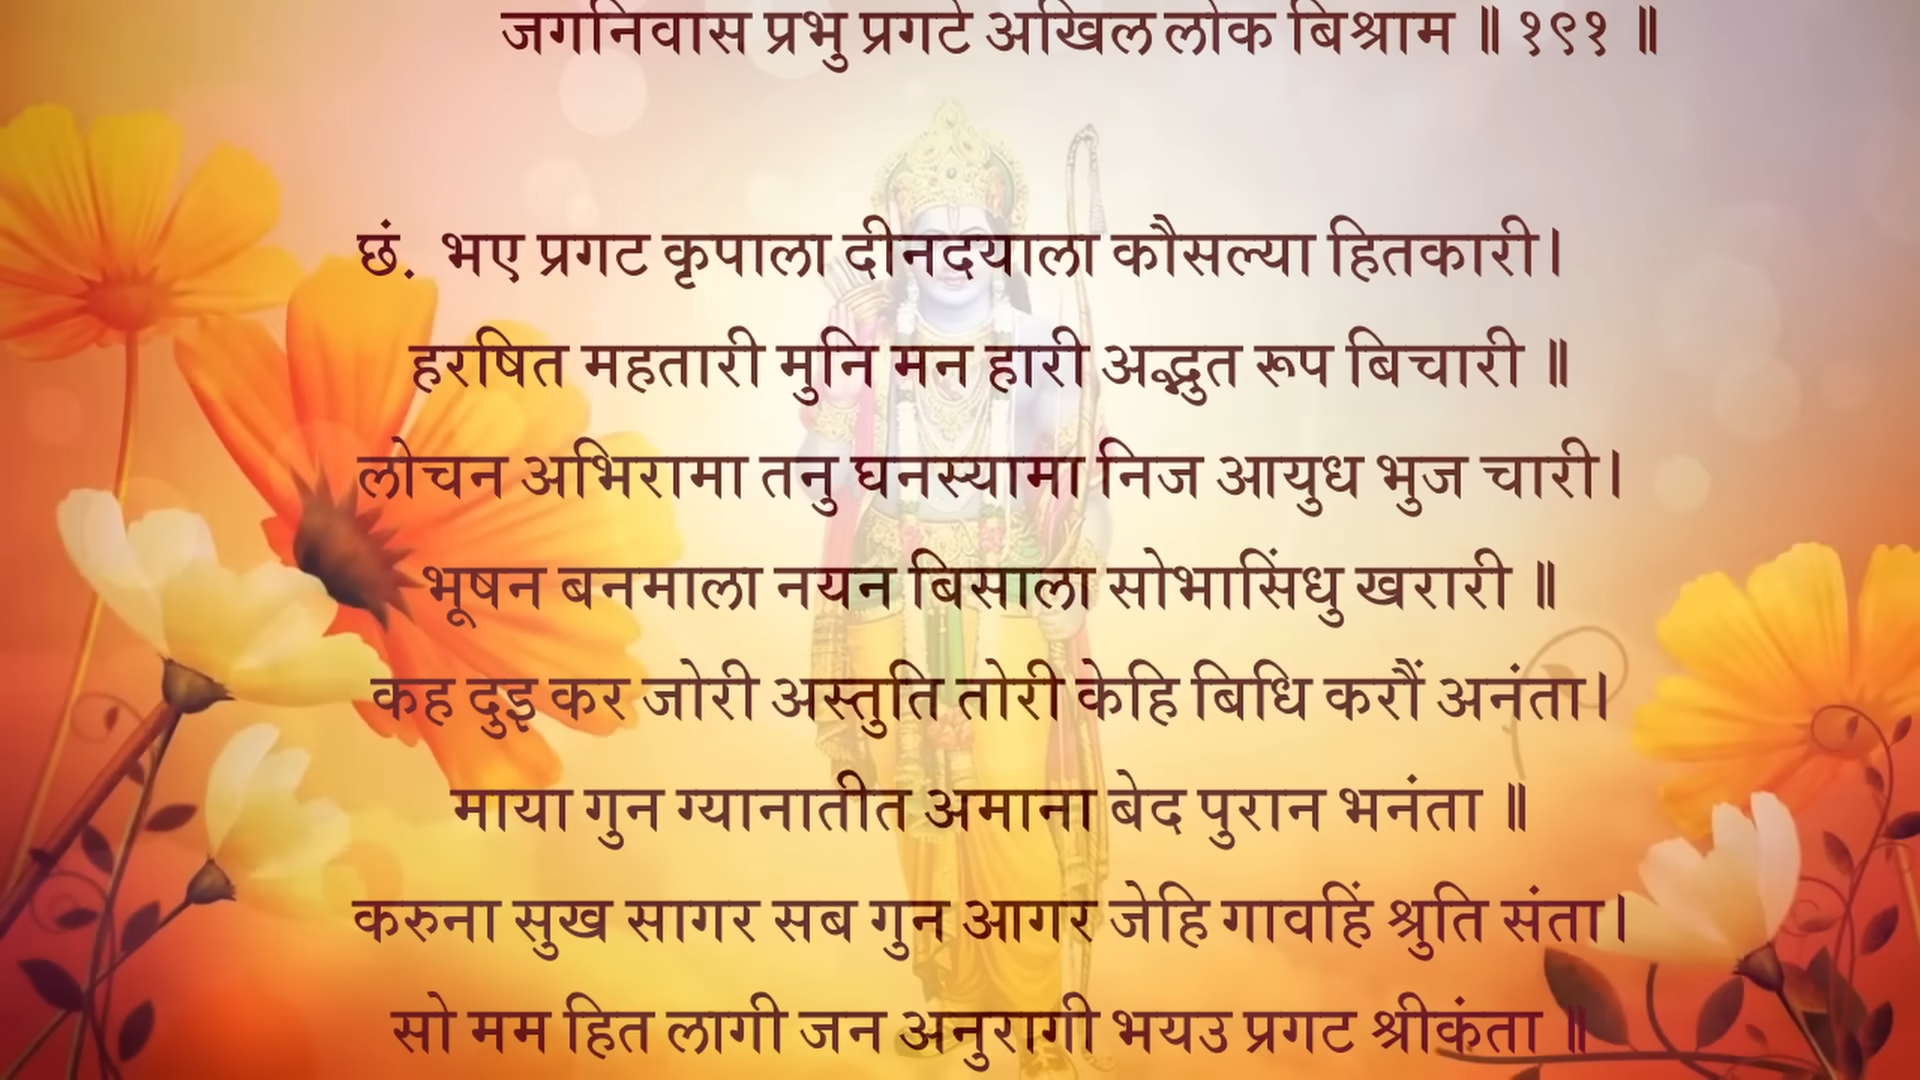 जगनिवास प्रभु प्रगटे अखिल लोक बिश्राम ॥ १९१ ॥
छं. भए प्रगट कृपाला दीनदयाला कौसल्या हितकारी।
हरषित महतारी मुनि मन हारी अद्भुत रूप बिचारी ॥
लोचन अभिरामा तनु घनस्यामा निज आयुध भुज चारी।
भूषन बनमाला नयन बिसाला सोभासिंधु खरारी ॥
कह दुइ कर जोरी अस्तुति तोरी केहि बिधि करौं अनंता।
माया गुन ग्यानातीत अमाना बेद पुरान भनंता ॥
करुना सुख सागर सब गुन आगर जेहि गावहिं श्रुति संता।
सो मम हित लागी जन अनुरागी भयउ प्रगट श्रीकंता ॥